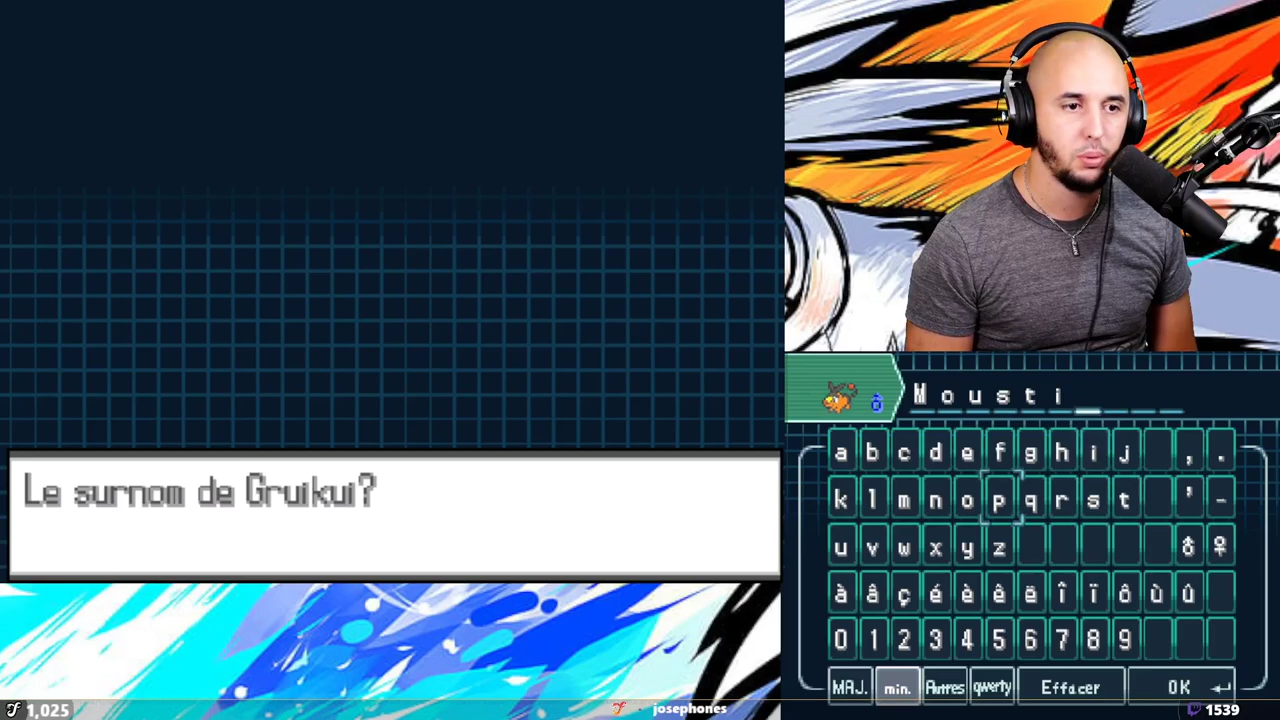 Mousti
a b c d e f g h i j , .
k l m n o p q r s t ' -
Le surnom de Gruikui?
u v w x y z ♂ ♀
à â ç é è ê ë î ï ô ù û
0 1 2 3 4 5 6 7 8 9
MAJ. min. Autres qwerty Effacer OK
1,025
josephones
1539